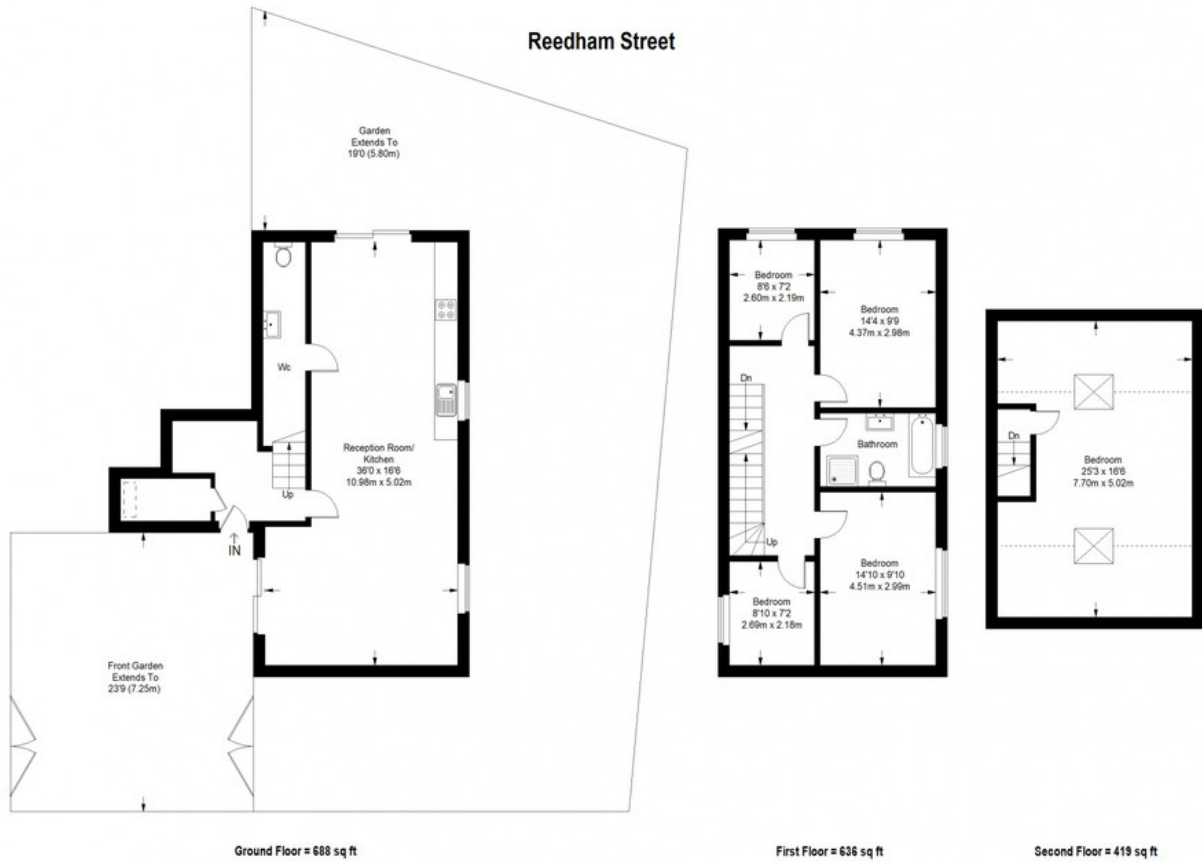 Reedham Street
Garden
Extends To
19'0 (5.80m)
Wc
Reception Room/
Kitchen
36'0 x 16'6
10.98m x 5.02m
Up
IN
Front Garden
Extends To
23'9 (7.25m)
Ground Floor = 688 sq ft
Bedroom
8'6 x 7'2
2.60m x 2.19m
Bedroom
14'4 x 9'9
4.37m x 2.98m
Dn
Bathroom
Up
Bedroom
8'10 x 7'2
2.69m x 2.18m
Bedroom
14'10 x 9'10
4.51m x 2.99m
First Floor = 636 sq ft
Dn
Bedroom
25'3 x 16'6
7.70m x 5.02m
Second Floor = 419 sq ft